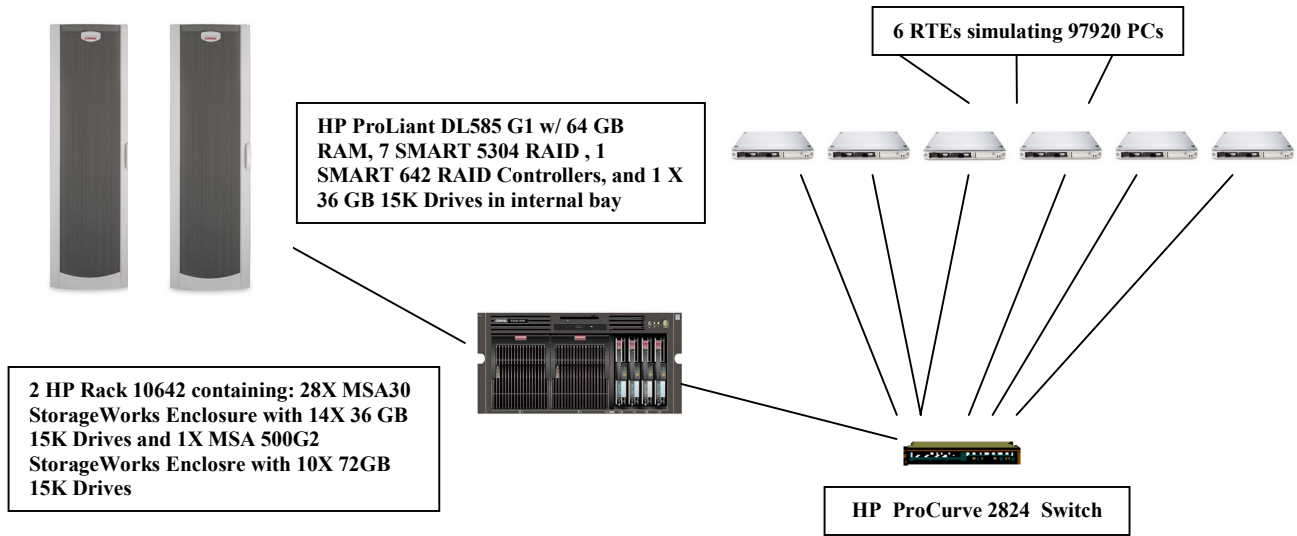 6 RTEs simulating 97920 PCs
HP ProLiant DL585 G1 w/ 64 GB
RAM, 7 SMART 5304 RAID , 1
SMART 642 RAID Controllers, and 1 X
36 GB 15K Drives in internal bay
2 HP Rack 10642 containing: 28X MSA30
StorageWorks Enclosure with 14X 36 GB
15K Drives and 1X MSA 500G2
StorageWorks Enclosre with 10X 72GB
15K Drives
HP ProCurve 2824 Switch